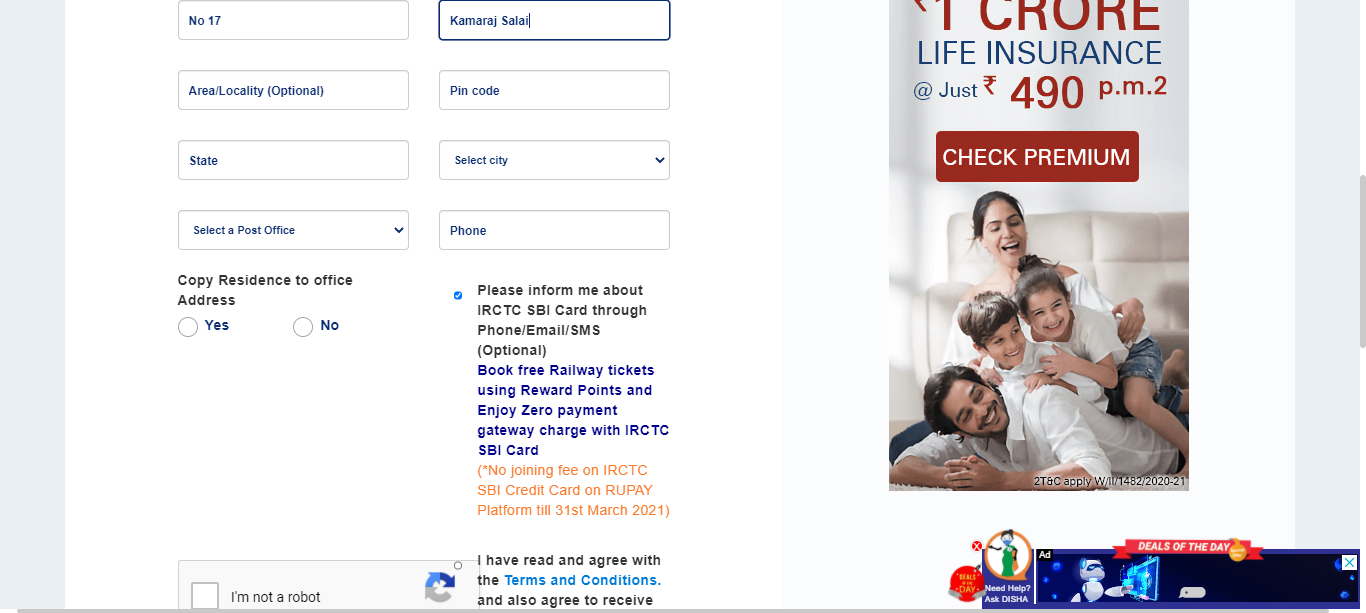 No 17
Kamaraj Salai
Area/Locality (Optional)
Pin code
State
Select city
Select a Post Office
Phone
Copy Residence to office
Address
Yes
No
Please inform me about
IRCTC SBI Card through
Phone/Email/SMS
(Optional)
Book free Railway tickets
using Reward Points and
Enjoy Zero payment
gateway charge with IRCTC
SBI Card
(*No joining fee on IRCTC
SBI Credit Card on RUPAY
Platform till 31st March 2021)
I have read and agree with
the Terms and Conditions.
and also agree to receive
I'm not a robot
₹1 CRORE
LIFE INSURANCE
@ Just ₹ 490 p.m.2
CHECK PREMIUM
2T&C apply W/II/1482/2020-21
DEALS
OF THE
DAY
Need Help?
Ask DISHA
Ad
DEALS OF THE DAY